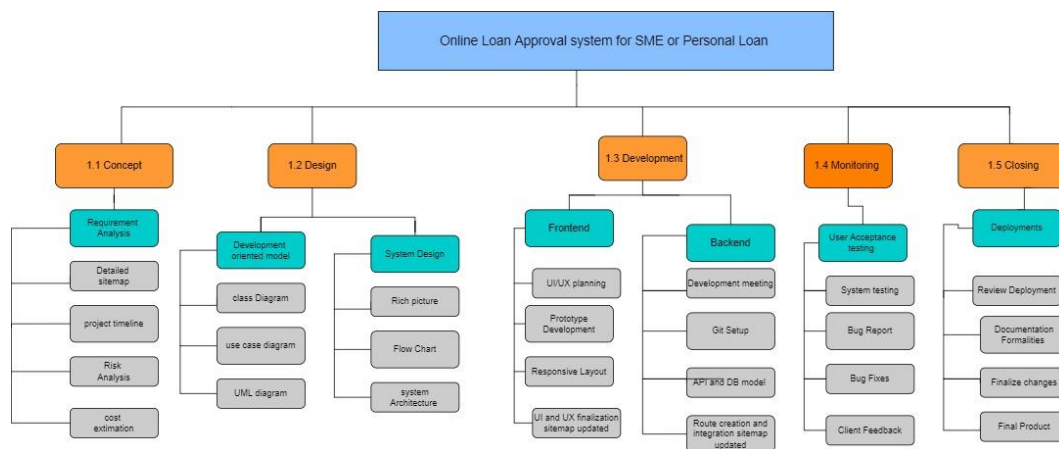 Online Loan Approval system for SME or Personal Loan
1.1 Concept
1.2 Design
1.3 Development
1.4 Monitoring
1.5 Closing
Requirement
Analysis
Detailed
sitemap
project timeline
Risk
Analysis
cost
extimation
Development
oriented model
class Diagram
use case diagram
UML diagram
System Design
Rich picture
Flow Chart
system
Architecture
Frontend
UI/UX planning
Prototype
Development
Responsive Layout
UI and UX finalization
sitemap updated
Backend
Development meeting
Git Setup
API and DB model
Route creation and
integration sitemap
updated
User Acceptance
testing
System testing
Bug Report
Bug Fixes
Client Feedback
Deployments
Review Deployment
Documentation
Formalities
Finalize changes
Final Product